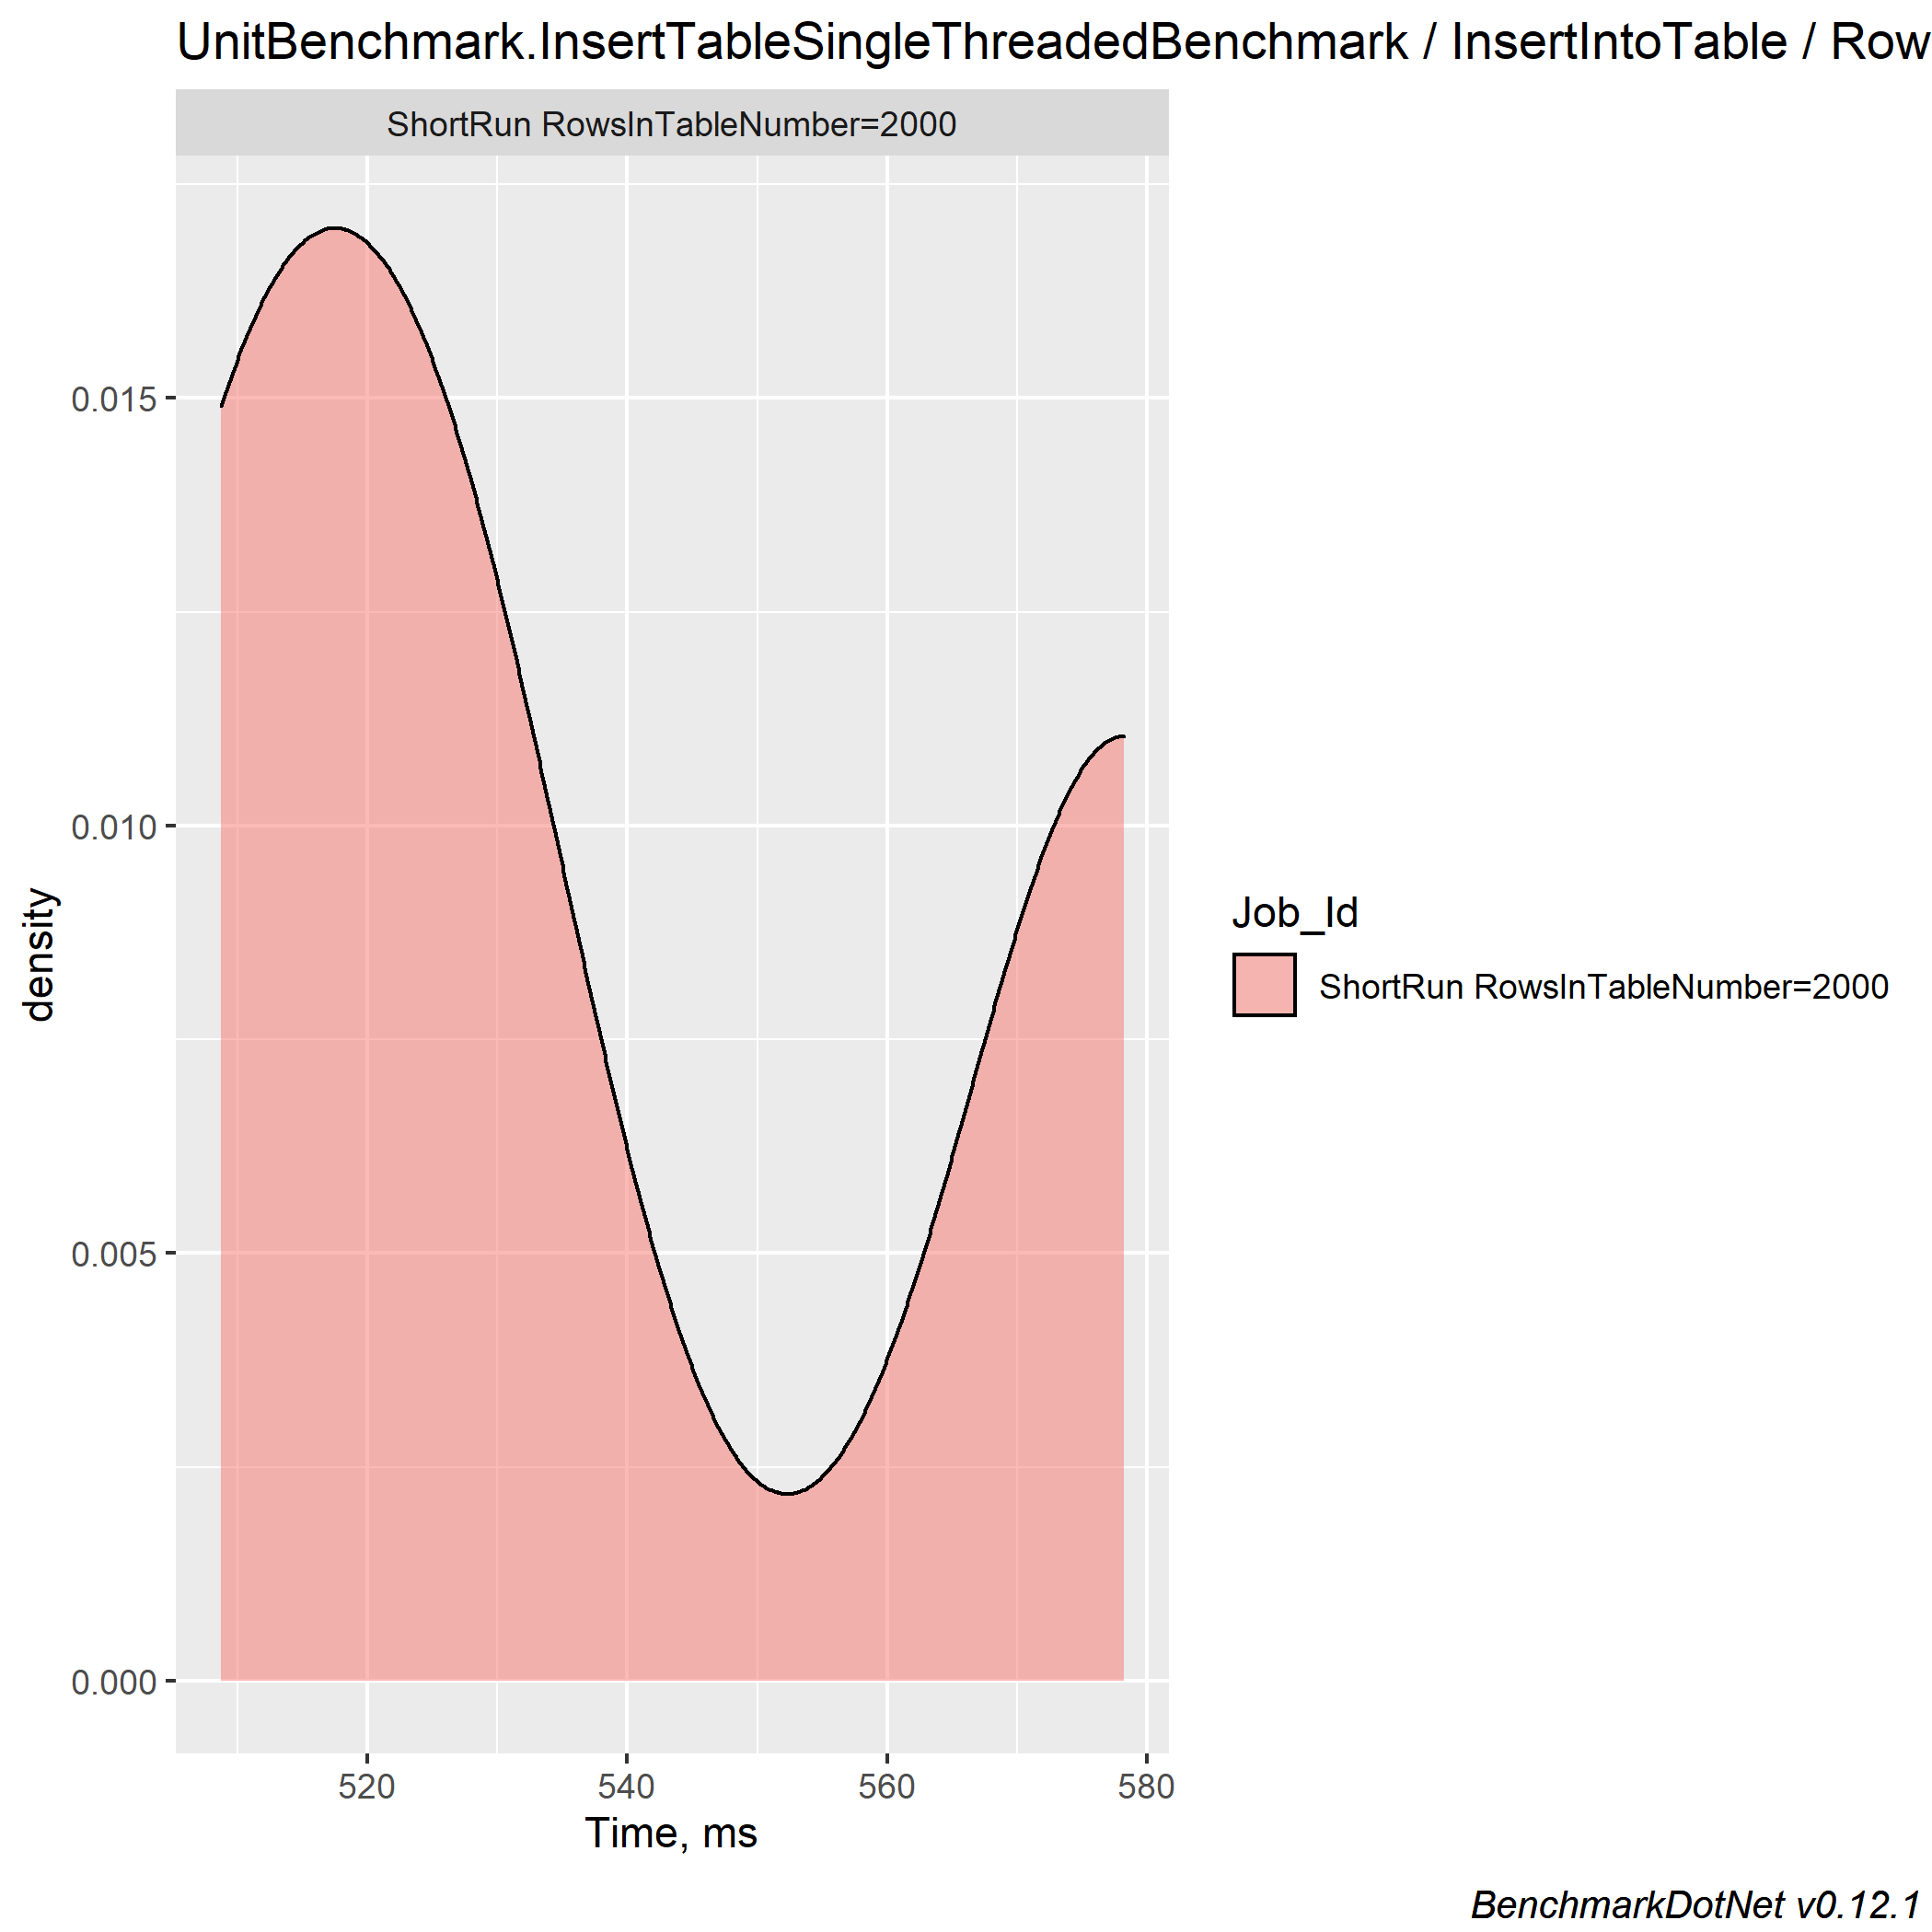 UnitBenchmark.InsertTableSingleThreadedBenchmark / InsertIntoTable / Row
ShortRun RowsInTableNumber=2000
0.015
0.010
0.005
0.000
density
520 540 560 580
Time, ms
Job_Id
ShortRun RowsInTableNumber=2000
BenchmarkDotNet v0.12.1